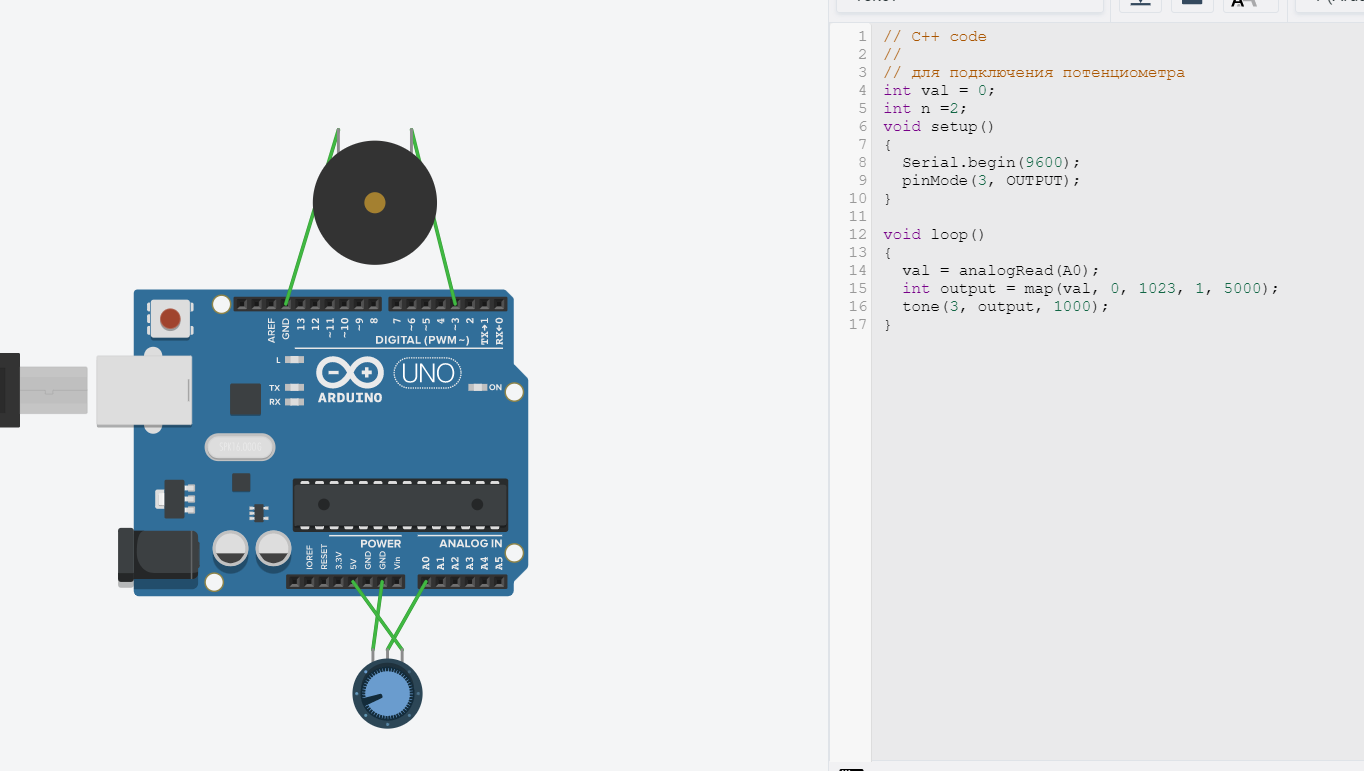 AREF
GND
13
12
~11
~10
~9
8
7
~6
~5
4
~3
2
TX→1
RX←0
DIGITAL (PWM~)
L
TX
RX
ARDUINO
UNO
ON
POWER
ANALOG IN
IOREF
RESET
3.3V
5V
GND
GND
Vin
A0
A1
A2
A3
A4
A5
1 // C++ code
2 //
3 // для подключения потенциометра
4 int val = 0;
5 int n =2;
6 void setup()
7 {
8 Serial.begin(9600);
9 pinMode(3, OUTPUT);
10 }
11
12 void loop()
13 {
14 val = analogRead(A0);
15 int output = map(val, 0, 1023, 1, 5000);
16 tone(3, output, 1000);
17 }